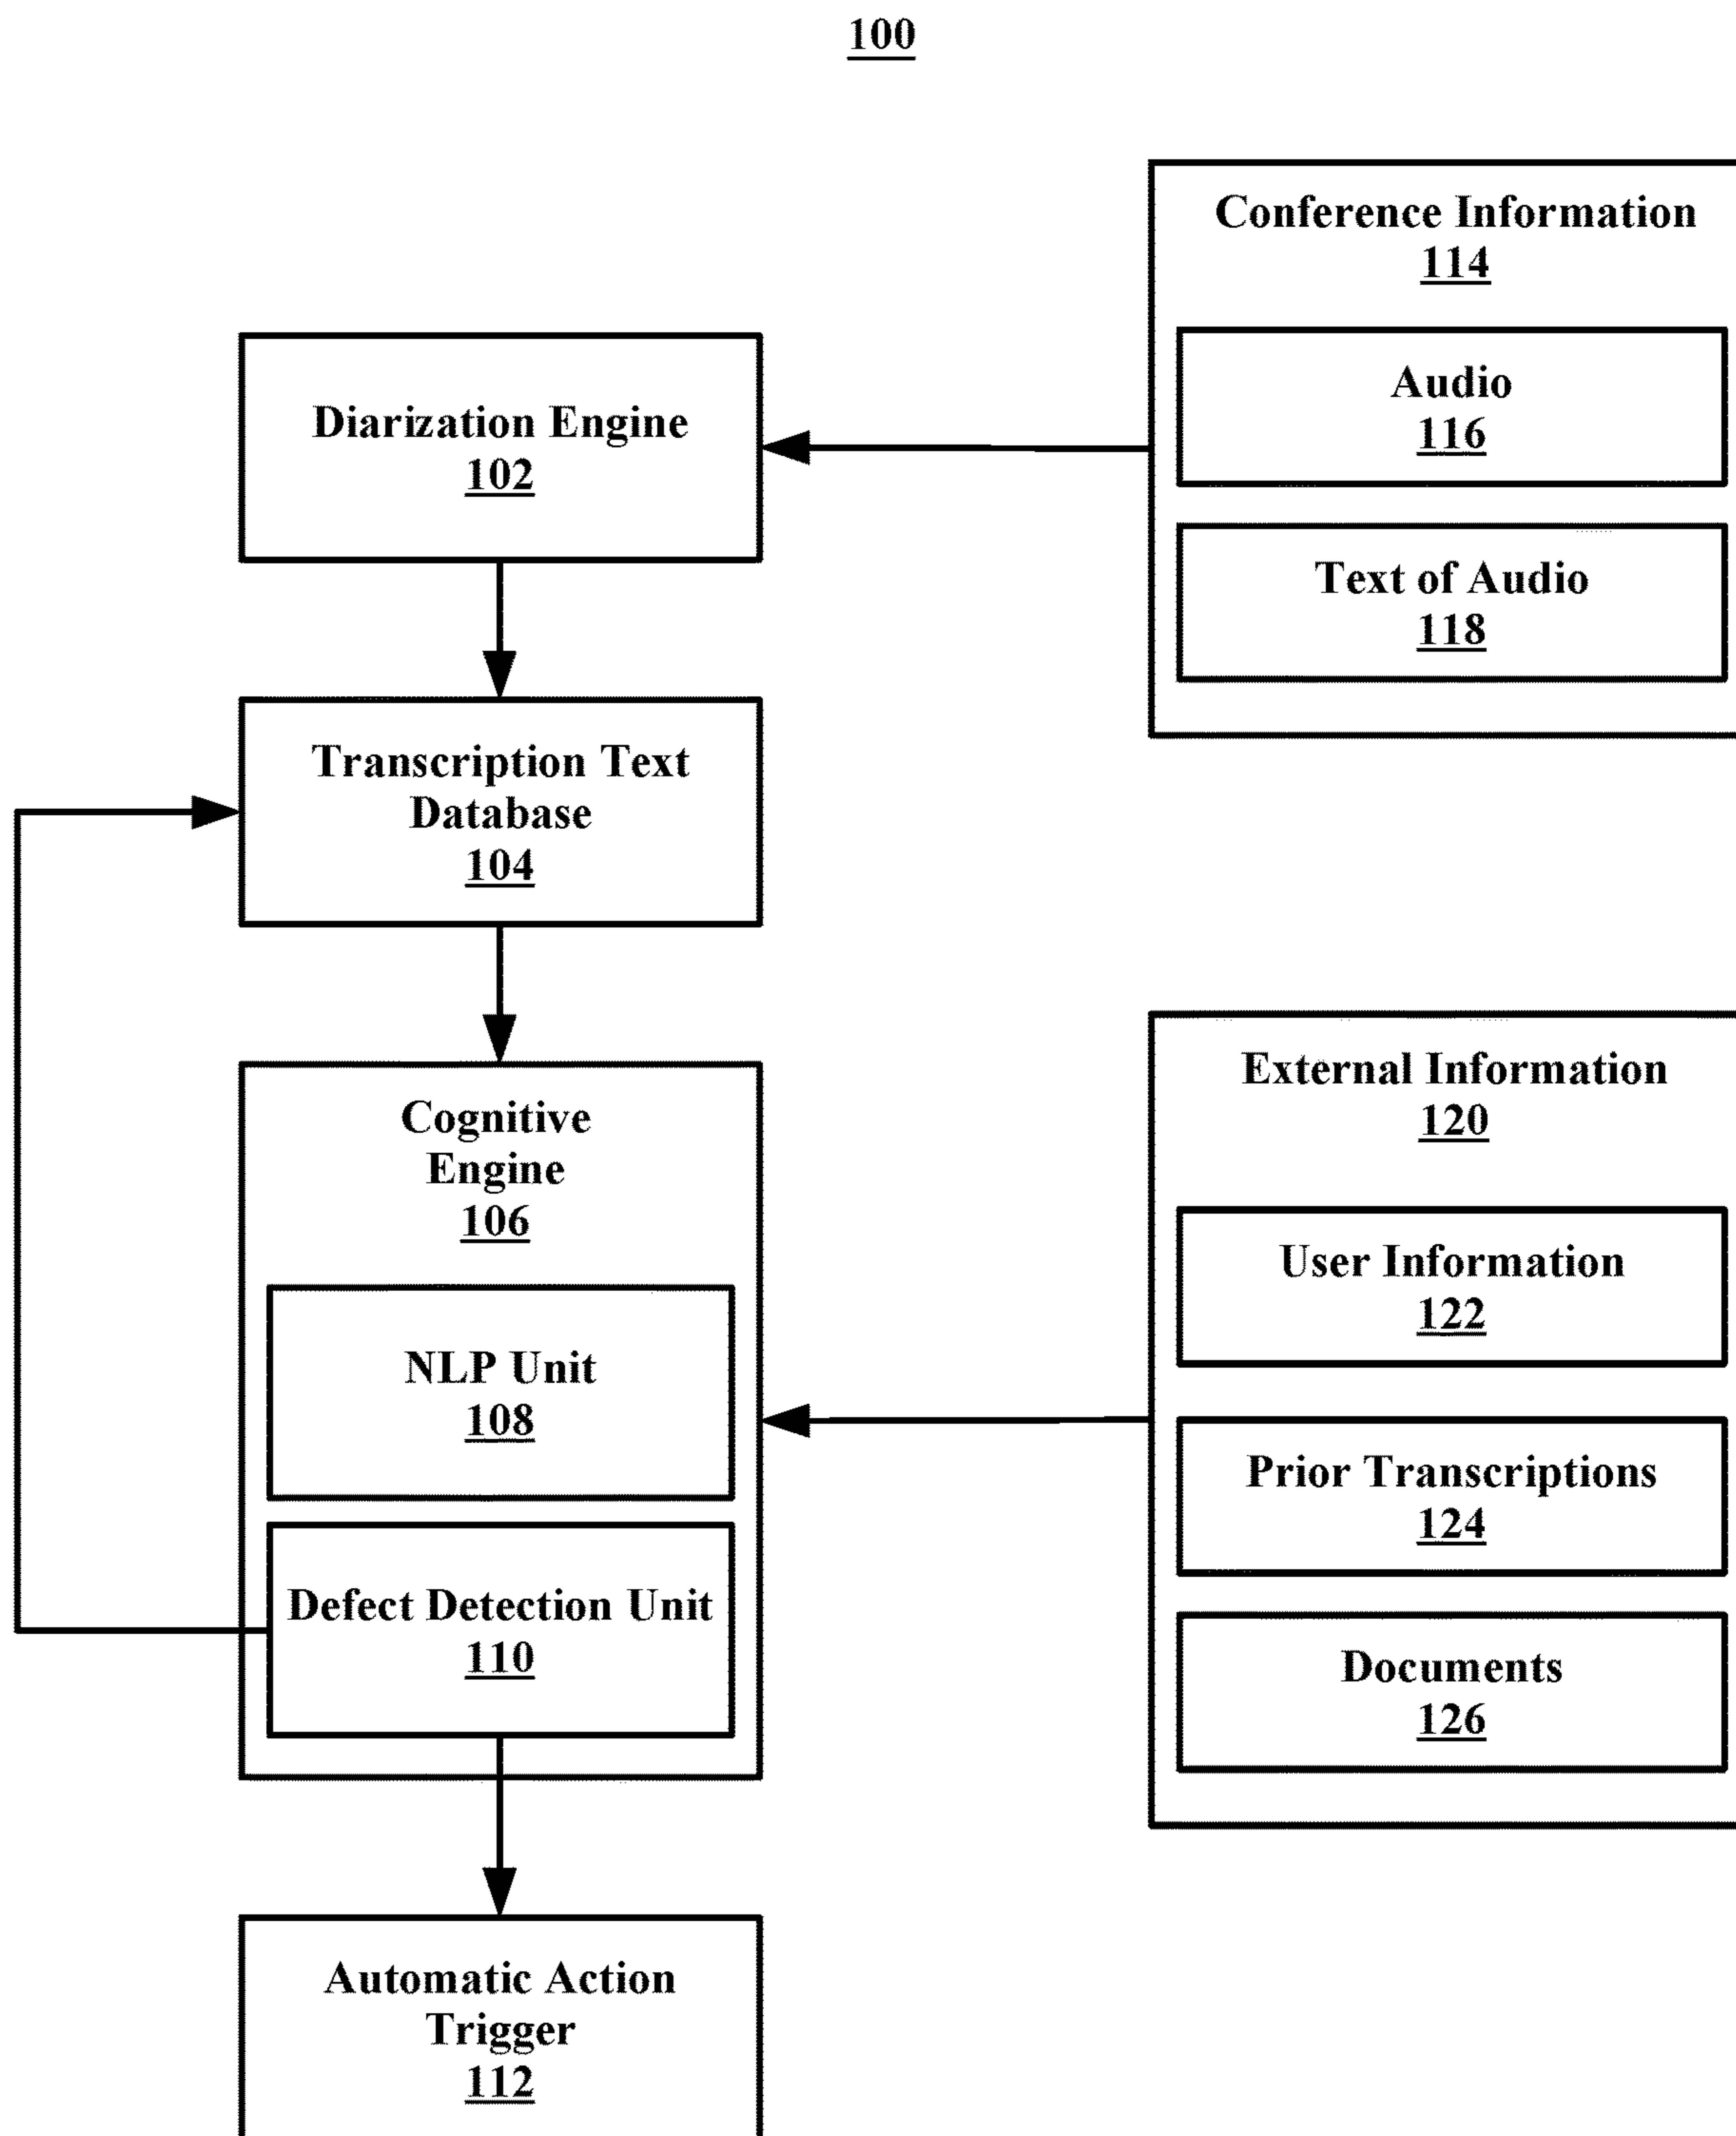 100
Conference Information
114
Audio
116
Text of Audio
118
Diarization Engine
102
Transcription Text
Database
104
Cognitive
Engine
106
NLP Unit
108
Defect Detection Unit
110
External Information
120
User Information
122
Prior Transcriptions
124
Documents
126
Automatic Action
Trigger
112